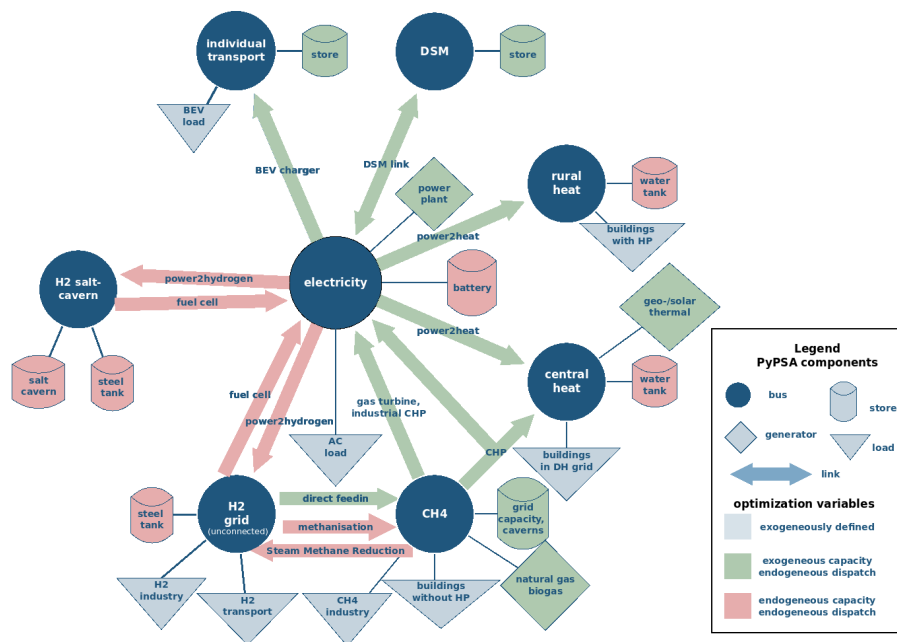 individual
transport
store
DSM
store
BEV
load
BEV charger
DSM link
power
plant
rural
heat
water
tank
buildings
with HP
power2heat
H2 salt-
cavern
power2hydrogen
fuel cell
electricity
battery
geo-/solar
thermal
power2heat
salt
cavern
steel
tank
central
heat
water
tank
fuel cell
power2hydrogen
gas turbine,
industrial CHP
CHP
AC
load
buildings
in DH grid
steel
tank
H2
grid
(unconnected)
direct feedin
methanisation
Steam Methane Reduction
CH4
grid
capacity,
caverns
H2
industry
H2
transport
CH4
industry
buildings
without HP
natural gas
biogas
Legend
PyPSA components
bus
store
generator
load
link
optimization variables
exogeneously defined
exogeneous capacity
endogeneous dispatch
endogeneous capacity
endogeneous dispatch